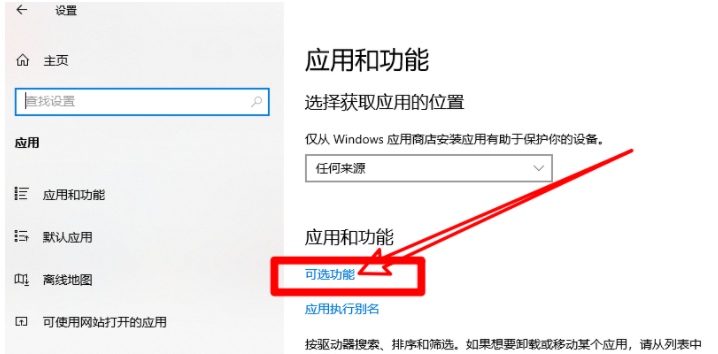 设置
主页
查找设置
应用
应用和功能
默认应用
离线地图
可使用网站打开的应用
应用和功能
选择获取应用的位置
仅从 Windows 应用商店安装应用有助于保护你的设备。
任何来源
应用和功能
可选功能
应用执行别名
按驱动器搜索、排序和筛选。如果想要卸载或移动某个应用，请从列表中